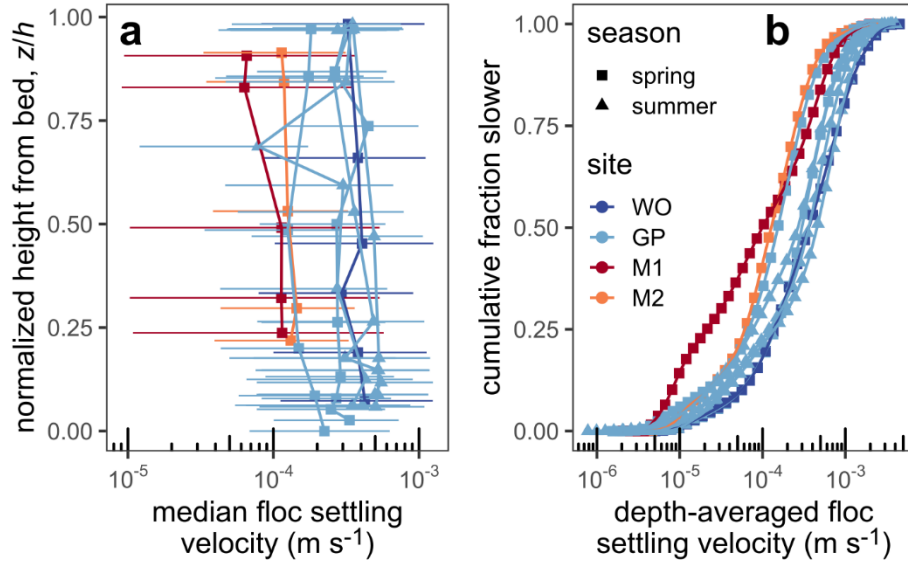 a
normalized height from bed, z/h
1.00
0.75
0.50
0.25
0.00
10⁻⁵
10⁻⁴
10⁻³
median floc settling
velocity (m s⁻¹)
b
cumulative fraction slower
1.00
0.75
0.50
0.25
0.00
season
spring
summer
site
WO
GP
M1
M2
10⁻⁶
10⁻⁵
10⁻⁴
10⁻³
depth-averaged floc
settling velocity (m s⁻¹)